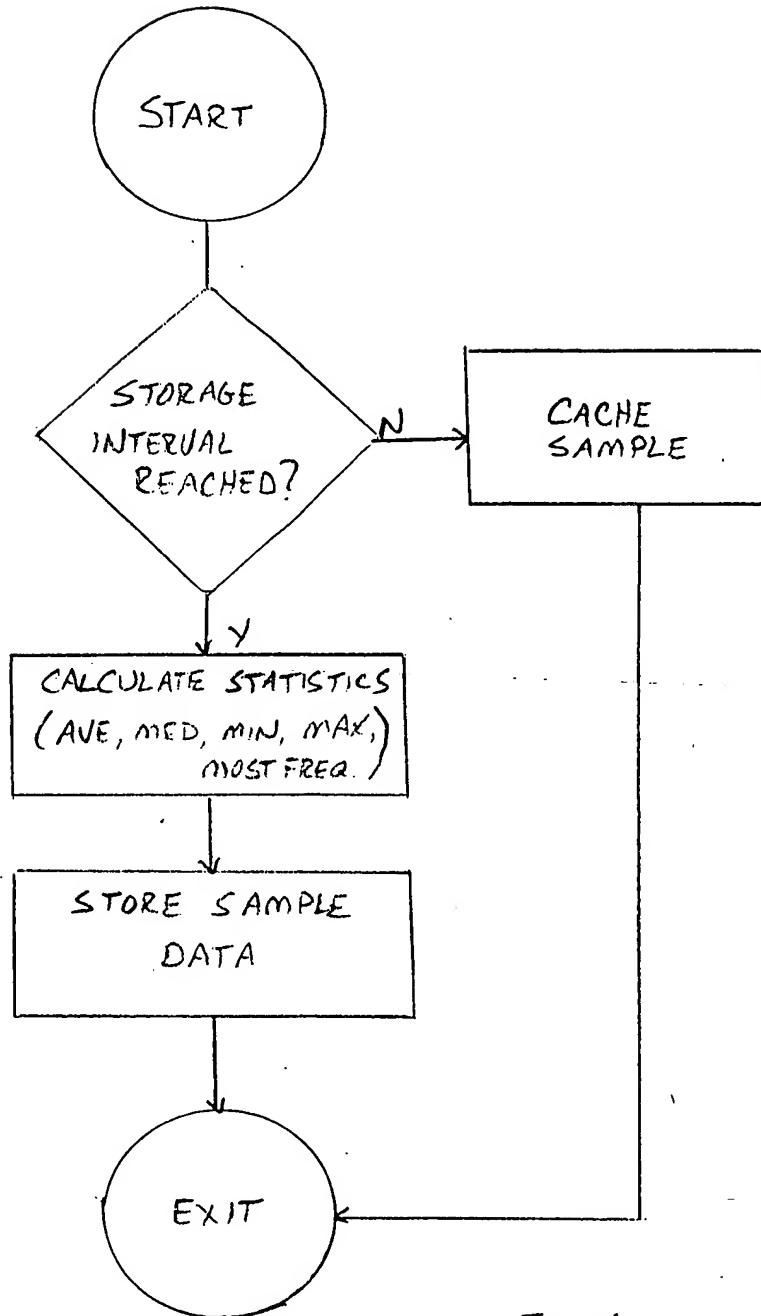 START
STORAGE
INTERVAL
REACHED?
N
CACHE
SAMPLE
Y
CALCULATE STATISTICS
(AVE, MED, MIN, MAX,
MOST FREQ.)
STORE SAMPLE
DATA
EXIT